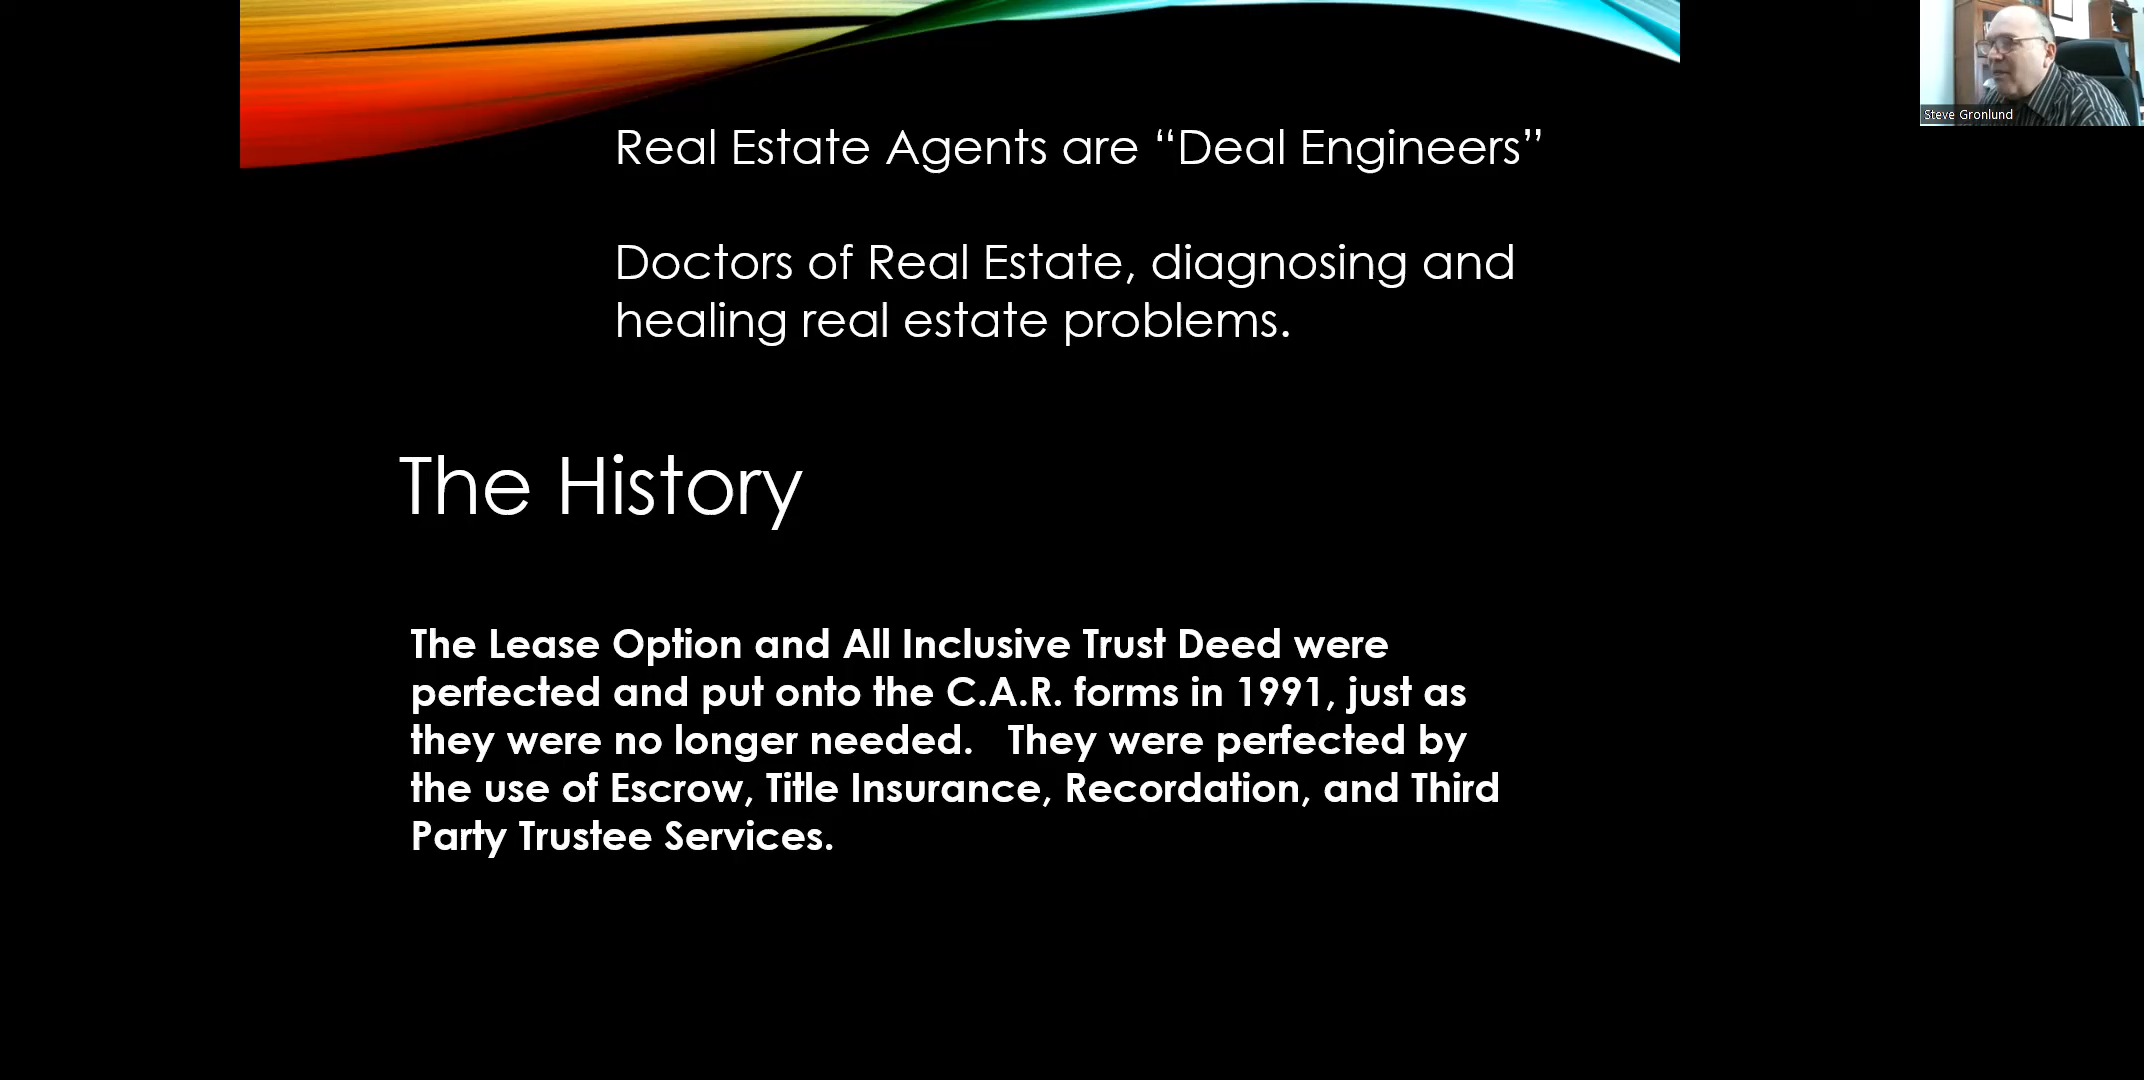 Real Estate Agents are “Deal Engineers”
Doctors of Real Estate, diagnosing and
healing real estate problems.
The History
The Lease Option and All Inclusive Trust Deed were
perfected and put onto the C.A.R. forms in 1991, just as
they were no longer needed.   They were perfected by
the use of Escrow, Title Insurance, Recordation, and Third
Party Trustee Services.
Steve Gronlund